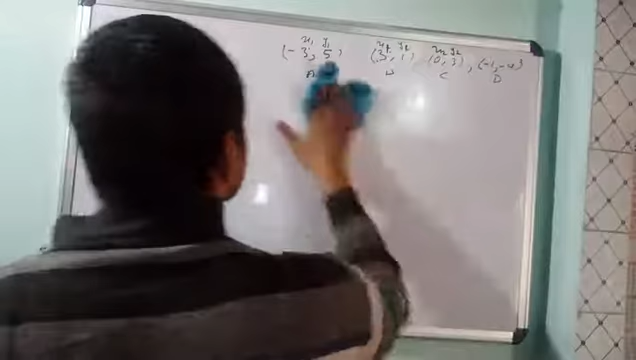 x₁ y₁ x₂ y₂ x₃ y₃
(-3, 5) (3, 1) (0, 3), (-1, -4)
A B C D